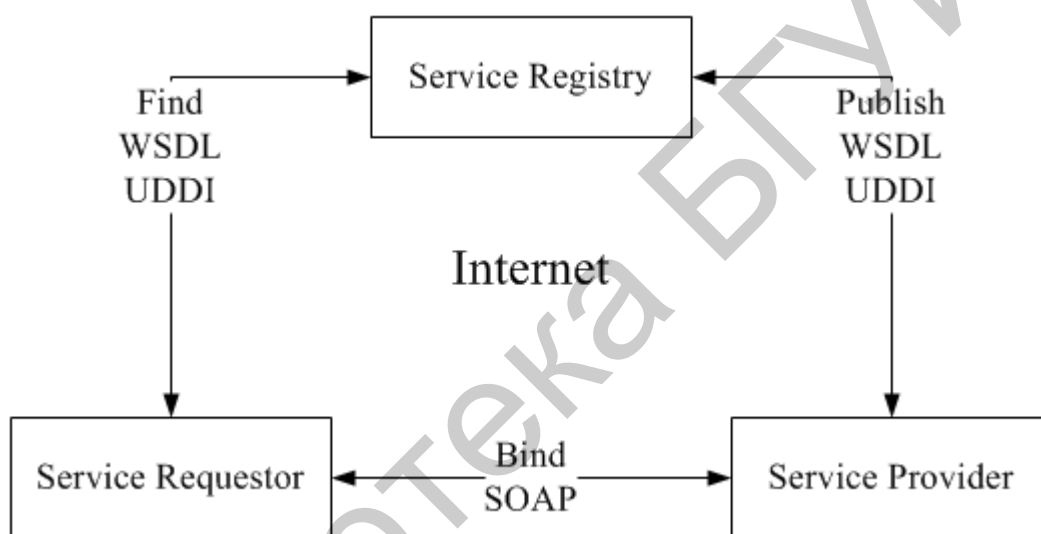 Service Registry
Find
WSDL
UDDI
Publish
WSDL
UDDI
Internet
Service Requestor
Bind
SOAP
Service Provider